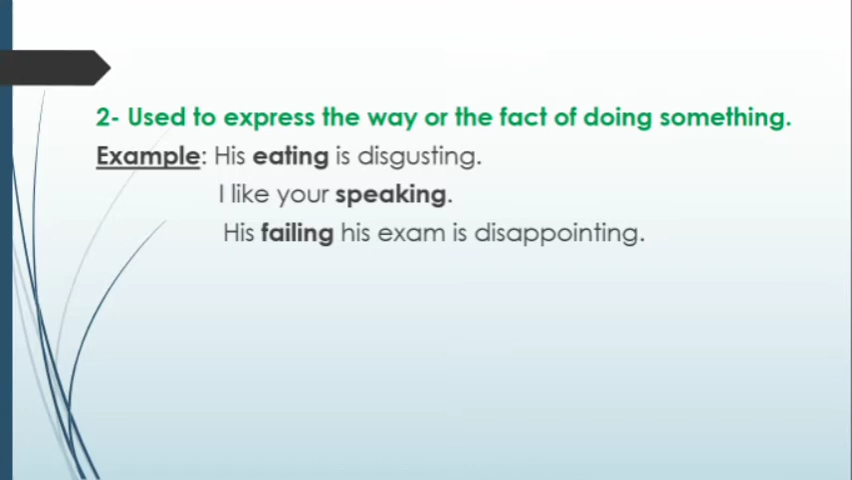 2- Used to express the way or the fact of doing something.
Example: His eating is disgusting.
I like your speaking.
His failing his exam is disappointing.